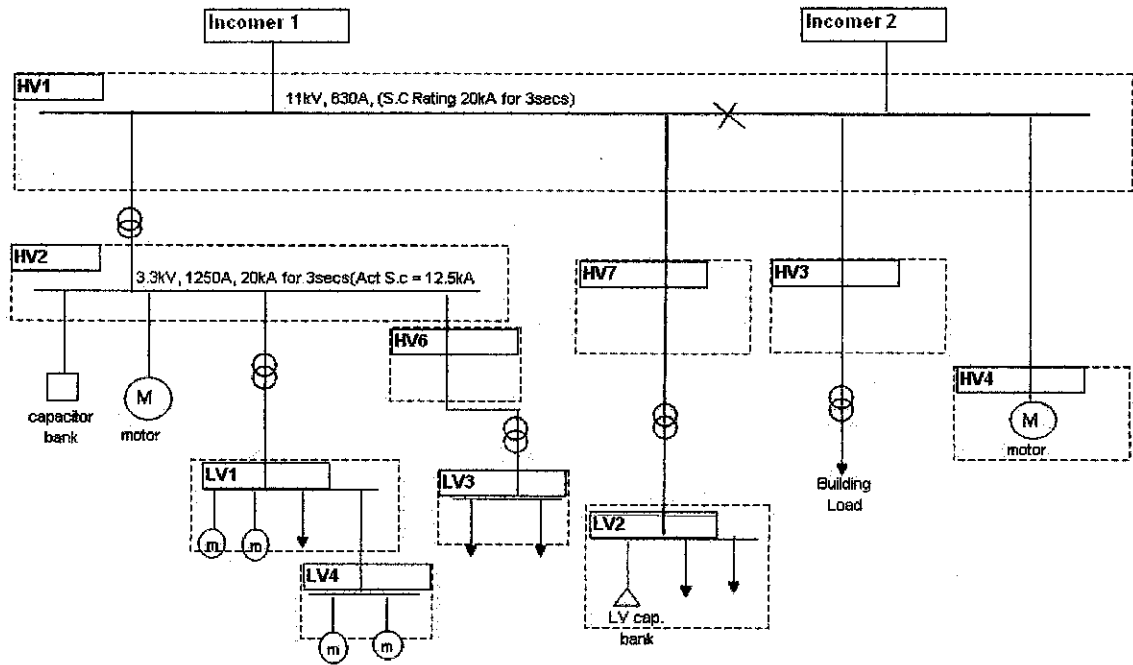 Incomer 1
Incomer 2
HV1
11kV, 630A, (S.C Rating 20kA for 3secs)
HV2
3.3kV, 1250A, 20kA for 3secs(Act S.c = 12.5kA
HV7
HV3
HV6
HV4
M
capacitor
bank
motor
M
motor
LV1
LV3
Building
Load
LV2
m
m
LV4
LV cap.
bank
m
m